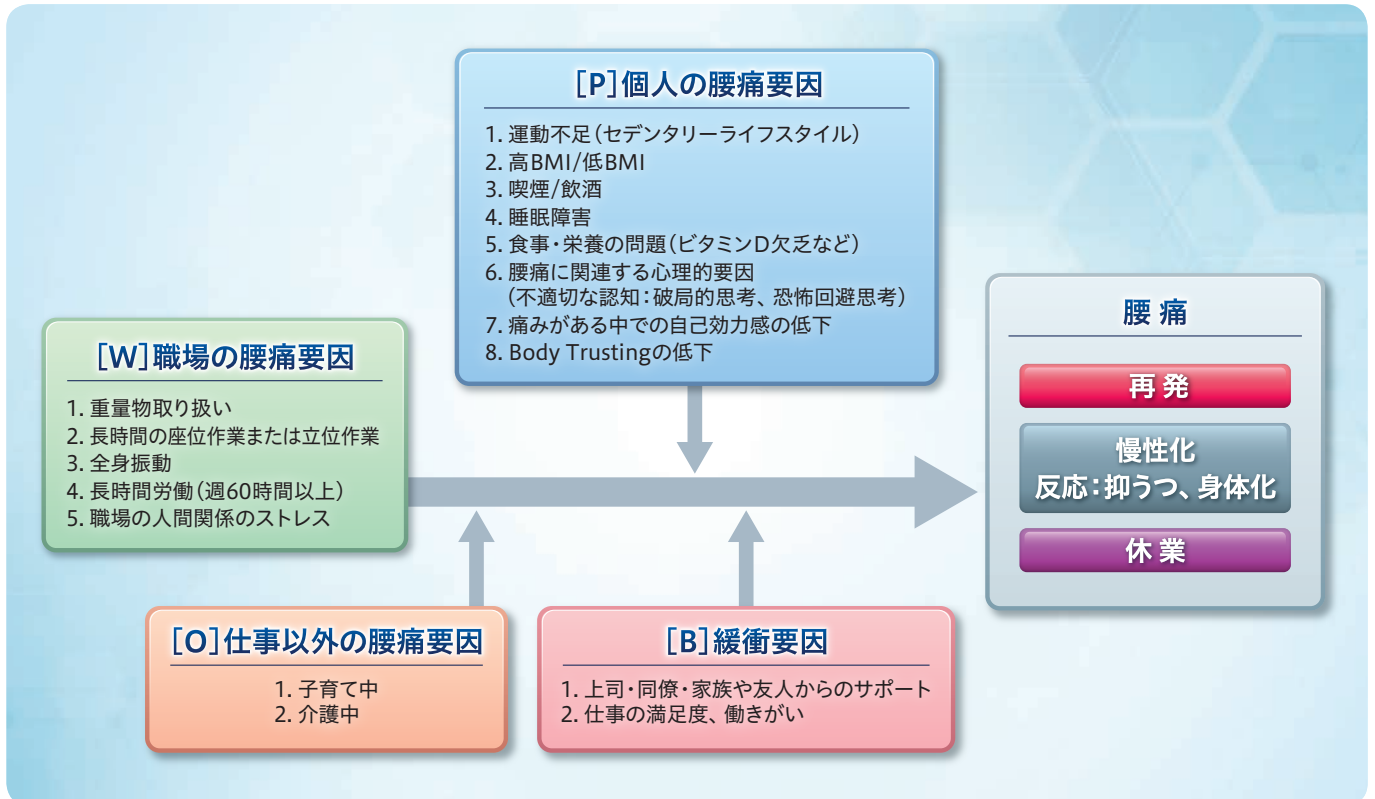 ［P］個人の腰痛要因
1. 運動不足（セデンタリーライフスタイル）
2. 高BMI/低BMI
3. 喫煙/飲酒
4. 睡眠障害
5. 食事・栄養の問題（ビタミンD欠乏など）
6. 腰痛に関連する心理的要因
（不適切な認知：破局的思考、恐怖回避思考）
7. 痛みがある中での自己効力感の低下
8. Body Trustingの低下
［W］職場の腰痛要因
1. 重量物取り扱い
2. 長時間の座位作業または立位作業
3. 全身振動
4. 長時間労働（週60時間以上）
5. 職場の人間関係のストレス
［O］仕事以外の腰痛要因
1. 子育て中
2. 介護中
［B］緩衝要因
1. 上司・同僚・家族や友人からのサポート
2. 仕事の満足度、働きがい
腰 痛
再 発
慢性化
反応：抑うつ、身体化
休 業